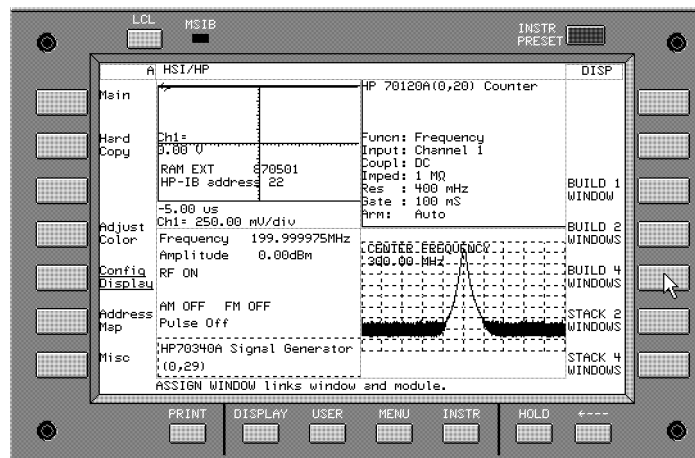 LCL
MSIB
INSTR
PRESET
A HSI/HP
DISP
Main
Hard
Copy
Adjust
Color
Config
Display
Address
Map
Misc
Ch1=
0.00 V
RAM EXT 870501
HP-IB address 22
-5.00 us
Ch1= 250.00 mV/div
HP 70120A(0,20) Counter
Funcn: Frequency
Input: Channel 1
Coupl: DC
Imped: 1 MΩ
Res : 400 mHz
Gate : 100 mS
Arm: Auto
Frequency 199.999975MHz
Amplitude 0.00dBm
RF ON
AM OFF FM OFF
Pulse Off
HP70340A Signal Generator
(0,29)
CENTER FREQUENCY
300.00 MHz
BUILD 1
WINDOW
BUILD 2
WINDOWS
BUILD 4
WINDOWS
STACK 2
WINDOWS
STACK 4
WINDOWS
ASSIGN WINDOW links window and module.
PRINT
DISPLAY
USER
MENU
INSTR
HOLD
←---